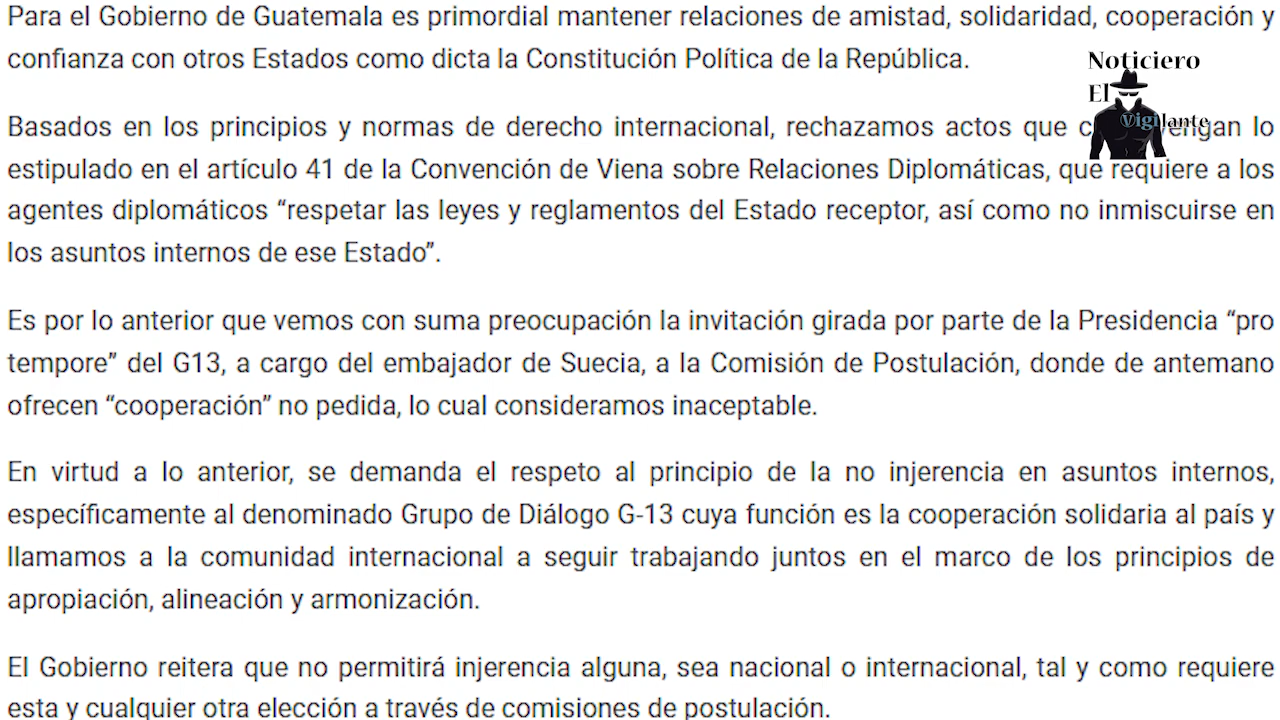 Para el Gobierno de Guatemala es primordial mantener relaciones de amistad, solidaridad, cooperación y
confianza con otros Estados como dicta la Constitución Política de la República.
Noticiero
El
Vigilante
Basados en los principios y normas de derecho internacional, rechazamos actos que lo
estipulado en el artículo 41 de la Convención de Viena sobre Relaciones Diplomáticas, que requiere a los
agentes diplomáticos “respetar las leyes y reglamentos del Estado receptor, así como no inmiscuirse en
los asuntos internos de ese Estado”.
Es por lo anterior que vemos con suma preocupación la invitación girada por parte de la Presidencia “pro
tempore” del G13, a cargo del embajador de Suecia, a la Comisión de Postulación, donde de antemano
ofrecen “cooperación” no pedida, lo cual consideramos inaceptable.
En virtud a lo anterior, se demanda el respeto al principio de la no injerencia en asuntos internos,
específicamente al denominado Grupo de Diálogo G-13 cuya función es la cooperación solidaria al país y
llamamos a la comunidad internacional a seguir trabajando juntos en el marco de los principios de
apropiación, alineación y armonización.
El Gobierno reitera que no permitirá injerencia alguna, sea nacional o internacional, tal y como requiere
esta y cualquier otra elección a través de comisiones de postulación.